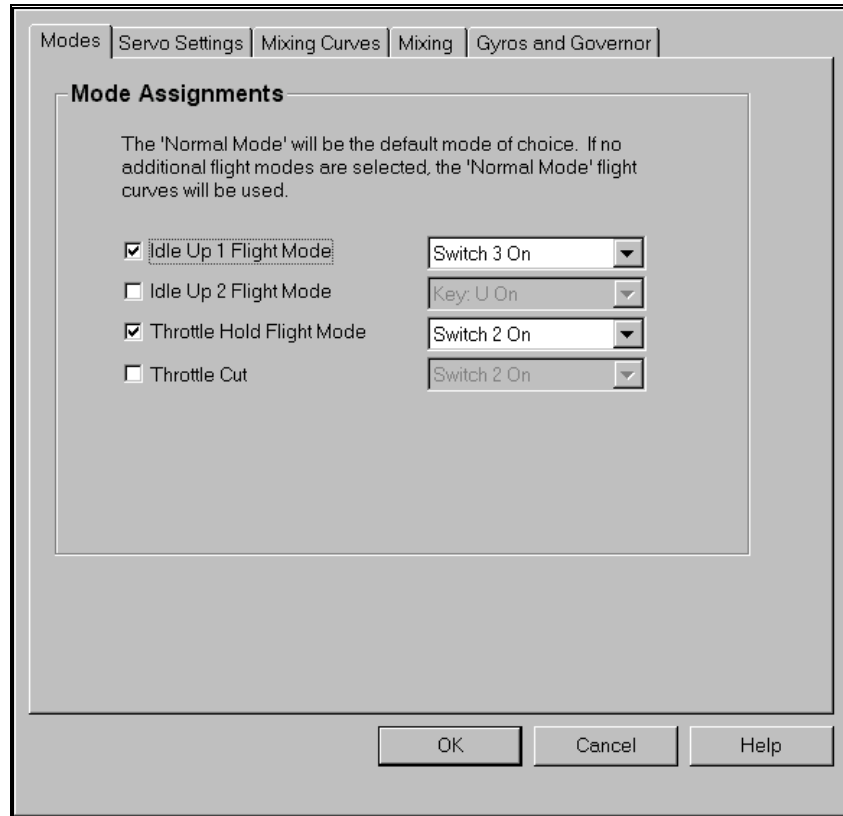 Modes Servo Settings Mixing Curves Mixing Gyros and Governor
Mode Assignments
The 'Normal Mode' will be the default mode of choice. If no
additional flight modes are selected, the 'Normal Mode' flight
curves will be used.
Idle Up 1 Flight Mode Switch 3 On
Idle Up 2 Flight Mode Key: U On
Throttle Hold Flight Mode Switch 2 On
Throttle Cut Switch 2 On
OK Cancel Help